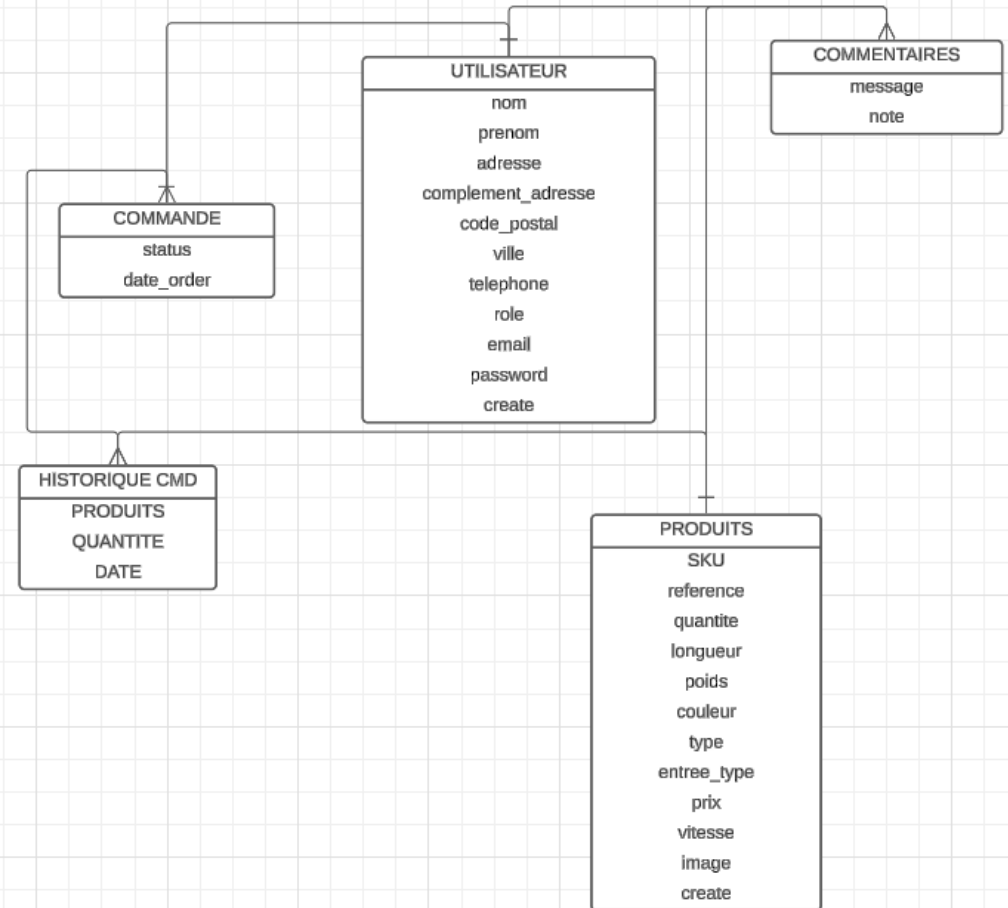 UTILISATEUR
nom
prenom
adresse
complement_adresse
code_postal
ville
telephone
role
email
password
create
COMMENTAIRES
message
note
COMMANDE
status
date_order
HISTORIQUE CMD
PRODUITS
QUANTITE
DATE
PRODUITS
SKU
reference
quantite
longueur
poids
couleur
type
entree_type
prix
vitesse
image
create